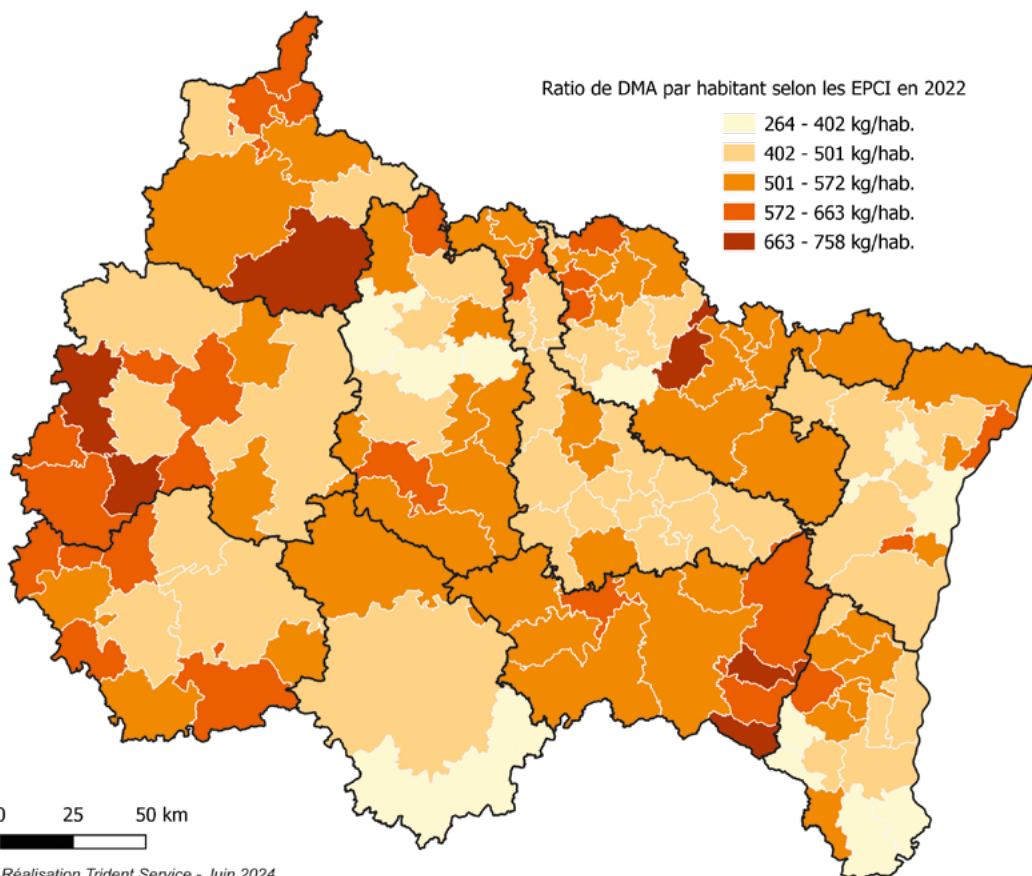 Ratio de DMA par habitant selon les EPCI en 2022
264 - 402 kg/hab.
402 - 501 kg/hab.
501 - 572 kg/hab.
572 - 663 kg/hab.
663 - 758 kg/hab.
0 25 50 km
Réalisation Trident Service - Juin 2024